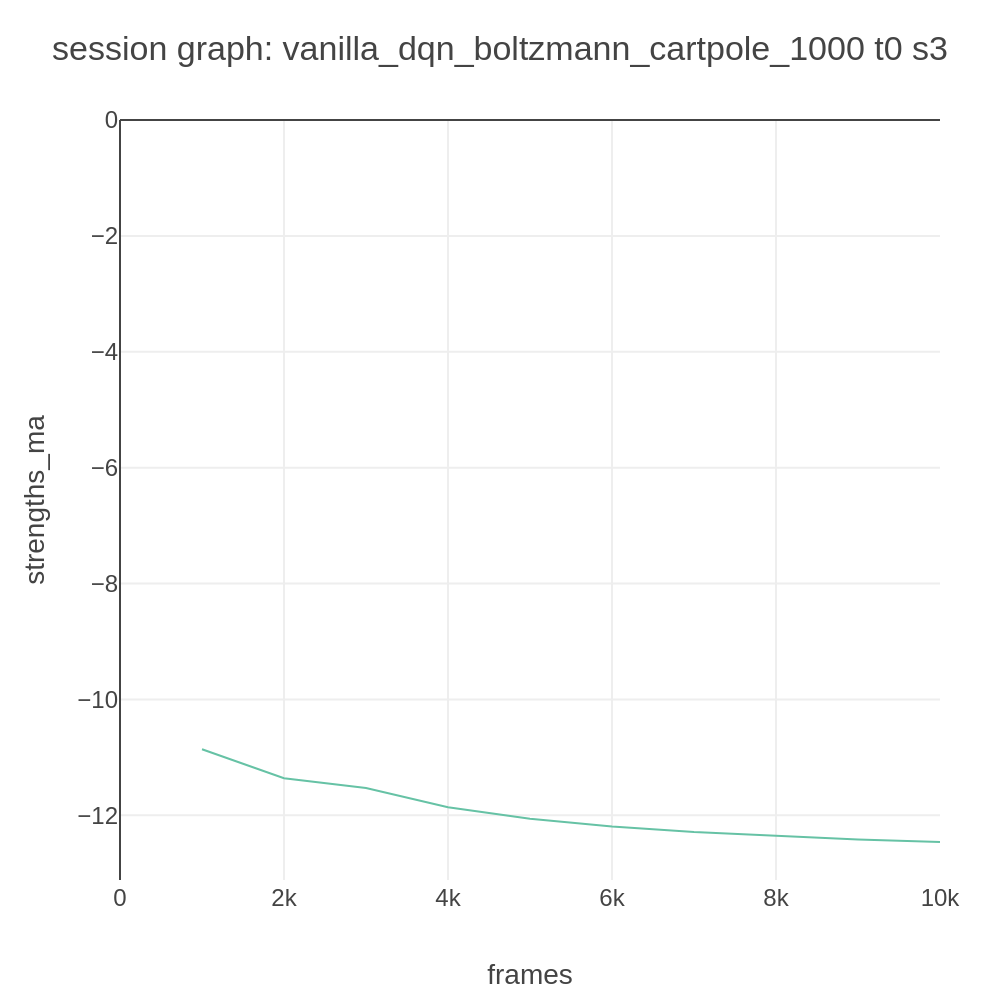 session graph: vanilla_dqn_boltzmann_cartpole_1000 t0 s3
0
−2
−4
−6
−8
−10
−12
strengths_ma
0 2k 4k 6k 8k 10k
frames